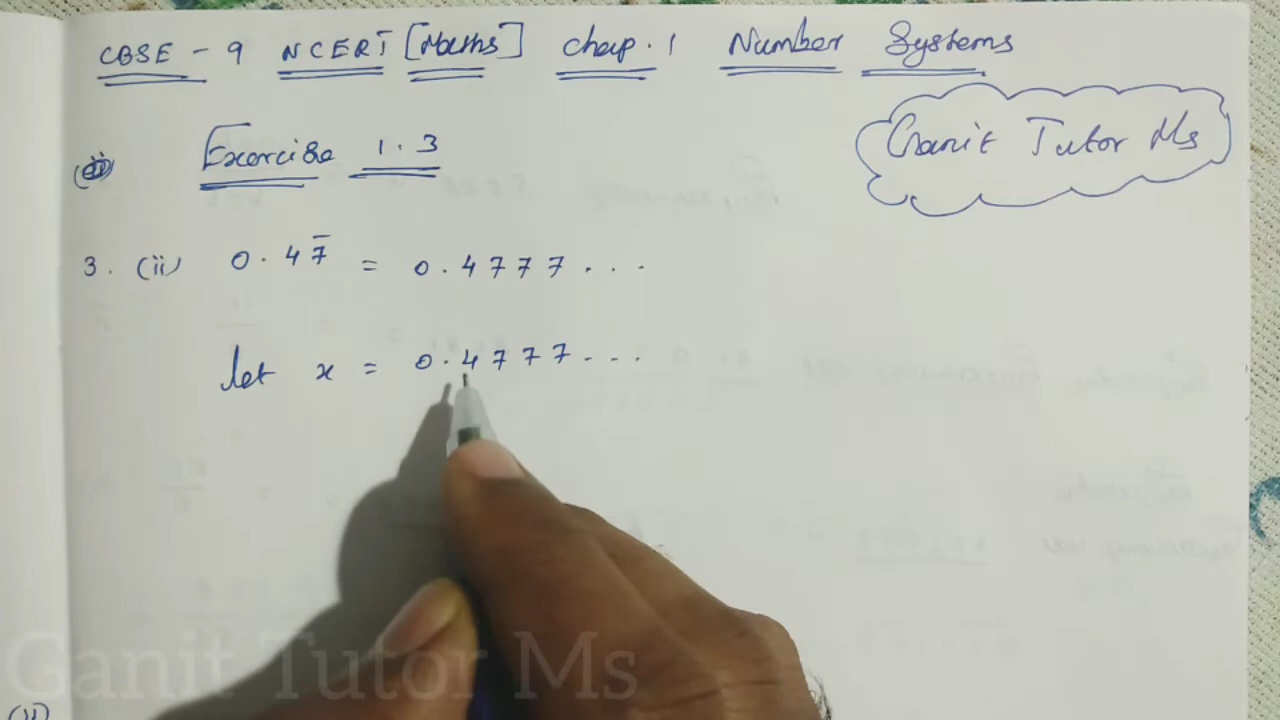 CBSE - 9 NCERT [Maths] Chap. 1 Number Systems
Ganit Tutor Ms
Exercise 1.3
3. (ii) 0.47̅ = 0.4777...
let x = 0.4777...
Ganit Tutor Ms
(ii)